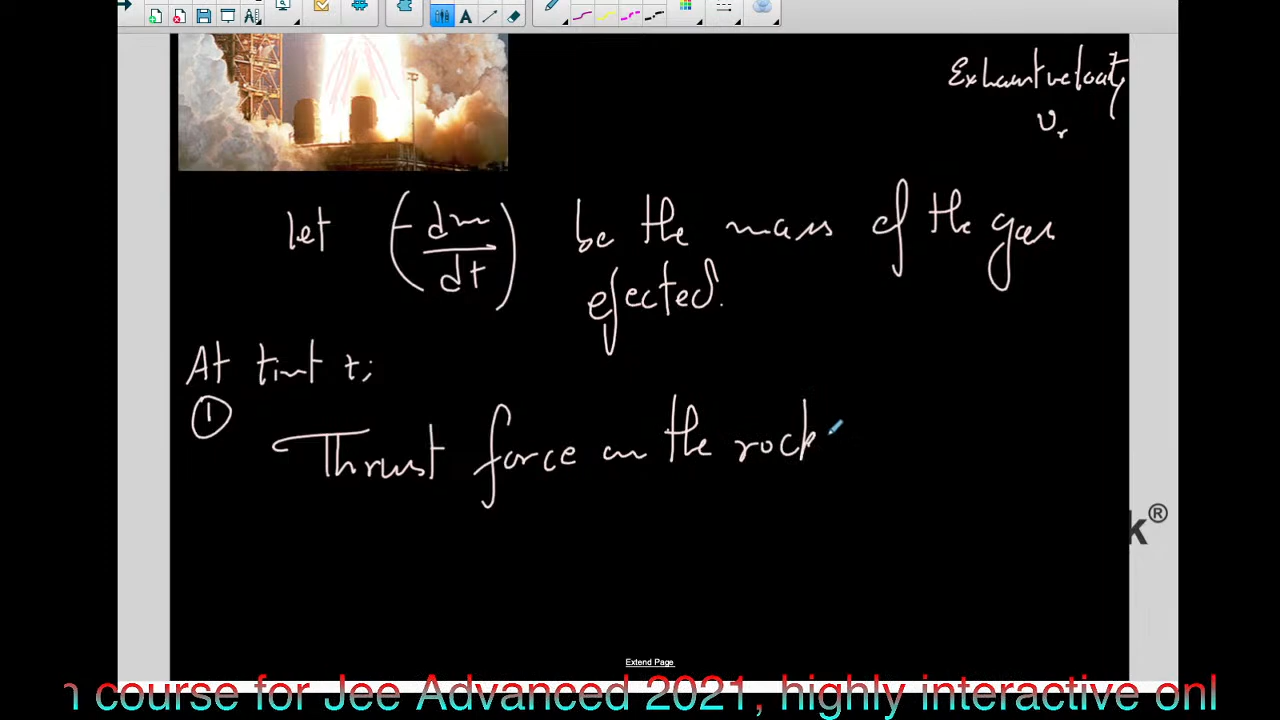 Exhaust velocity
v_r
let (-dm/dt) be the mass of the gas
ejected.
At time t;
①
Thrust force on the rock
k®
Extend Page
n course for Jee Advanced 2021, highly interactive onl